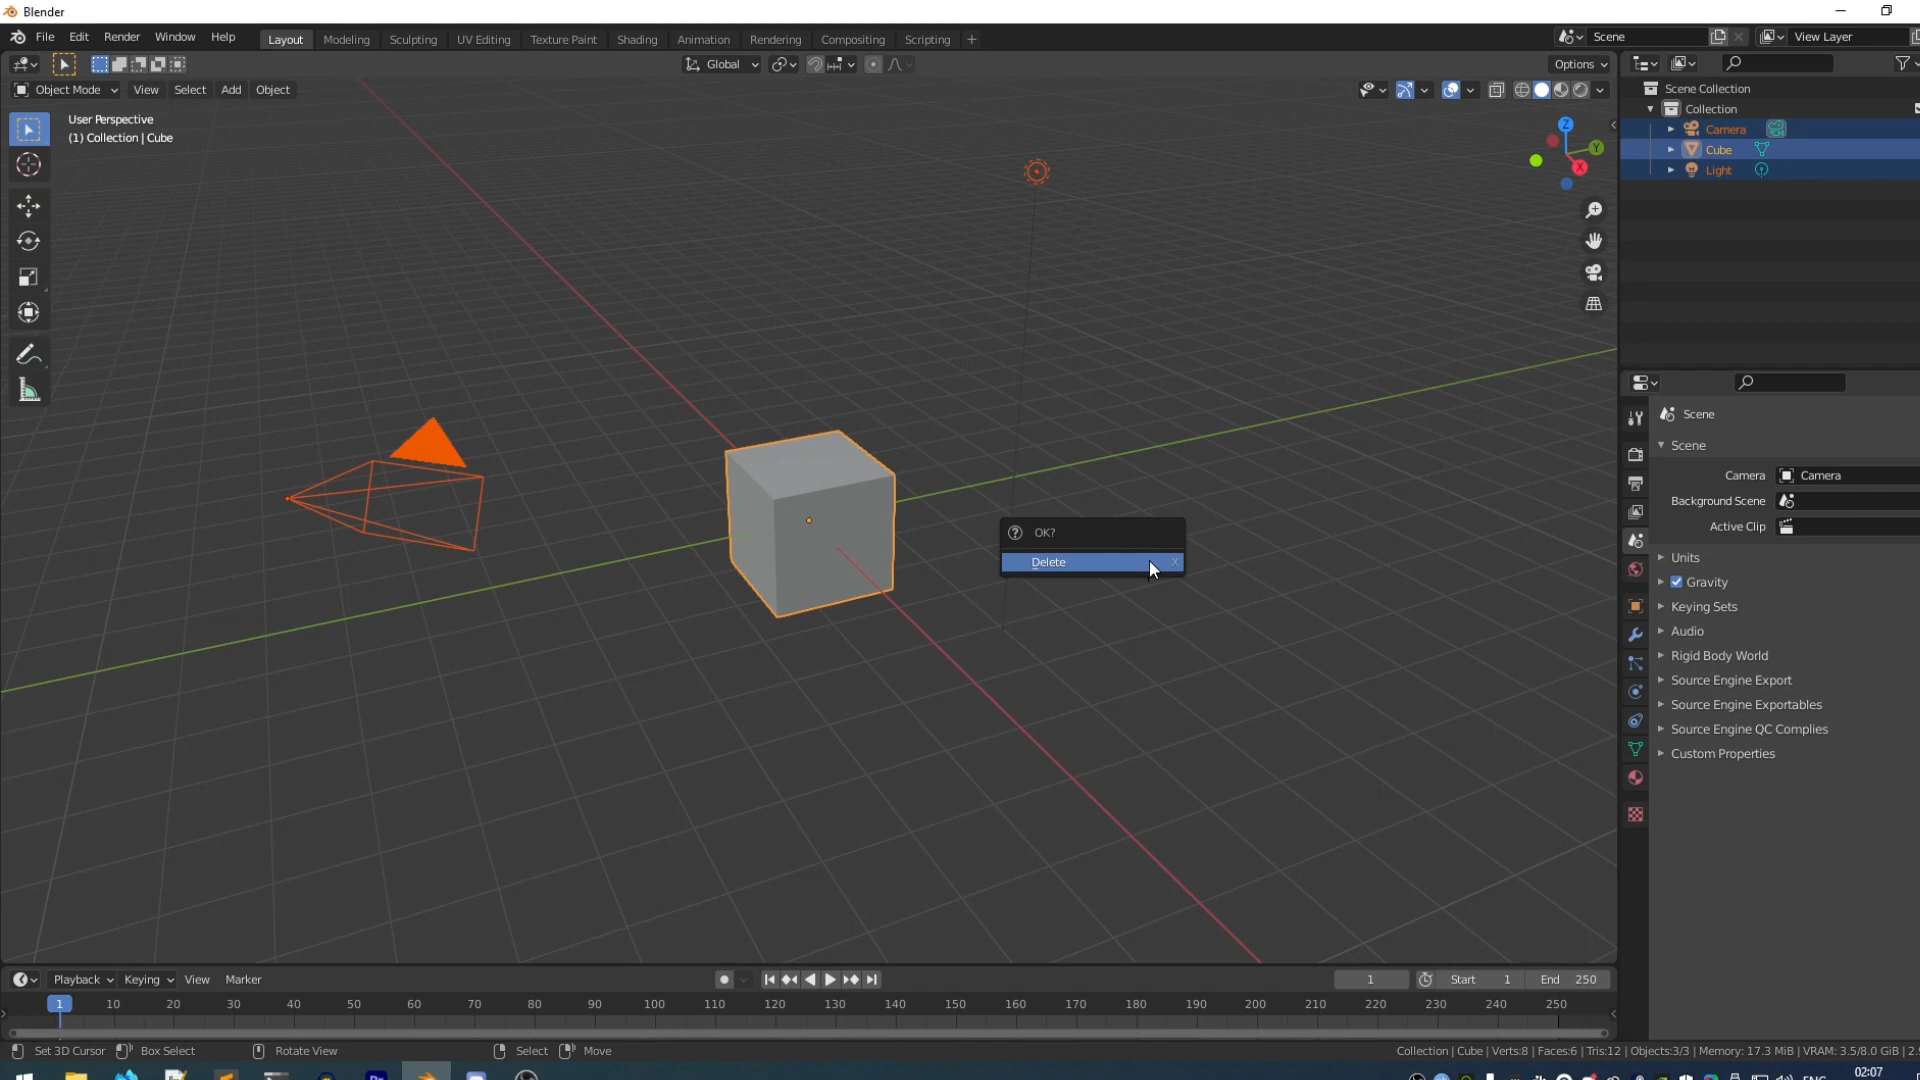 Blender
File Edit Render Window Help
Layout Modeling Sculpting UV Editing Texture Paint Shading Animation Rendering Compositing Scripting +
Scene
View Layer
Global
Options
Object Mode View Select Add Object
User Perspective
(1) Collection | Cube
Z
Y
X
Scene Collection
Collection
Camera
Cube
Light
OK?
Delete X
Scene
Scene
Camera Camera
Background Scene
Active Clip
Units
Gravity
Keying Sets
Audio
Rigid Body World
Source Engine Export
Source Engine Exportables
Source Engine QC Complies
Custom Properties
Playback Keying View Marker
1 Start 1 End 250
1 10 20 30 40 50 60 70 80 90 100 110 120 130 140 150 160 170 180 190 200 210 220 230 240 250
Set 3D Cursor Box Select Rotate View Select Move
Collection | Cube | Verts:8 | Faces:6 | Tris:12 | Objects:3/3 | Memory: 17.3 MiB | VRAM: 3.5/8.0 GiB | 2.
Pr
ENG
02:07